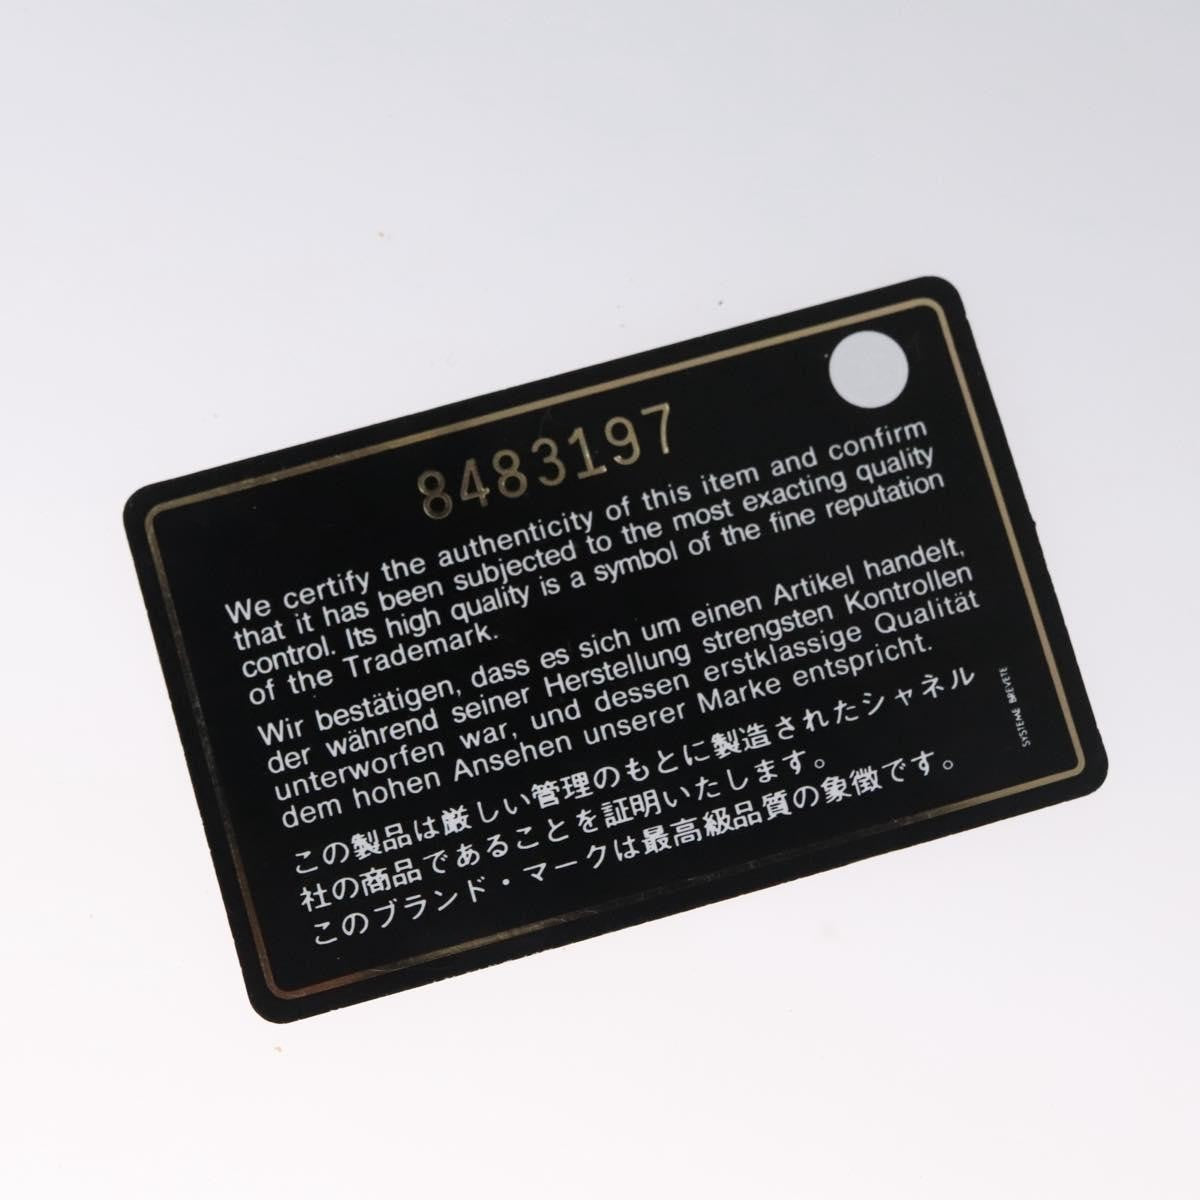 8483197
We certify the authenticity of this item and confirm
that it has been subjected to the most exacting quality
control. Its high quality is a symbol of the fine reputation
of the Trademark.
Wir bestätigen, dass es sich um einen Artikel handelt,
der während seiner Herstellung strengsten Kontrollen
unterworfen war, und dessen erstklassige Qualität
dem hohen Ansehen unserer Marke entspricht.
この製品は厳しい管理のもとに製造されたシャネル
社の商品であることを証明いたします。
このブランド・マークは最高級品質の象徴です。
SYSTEME BREVETE